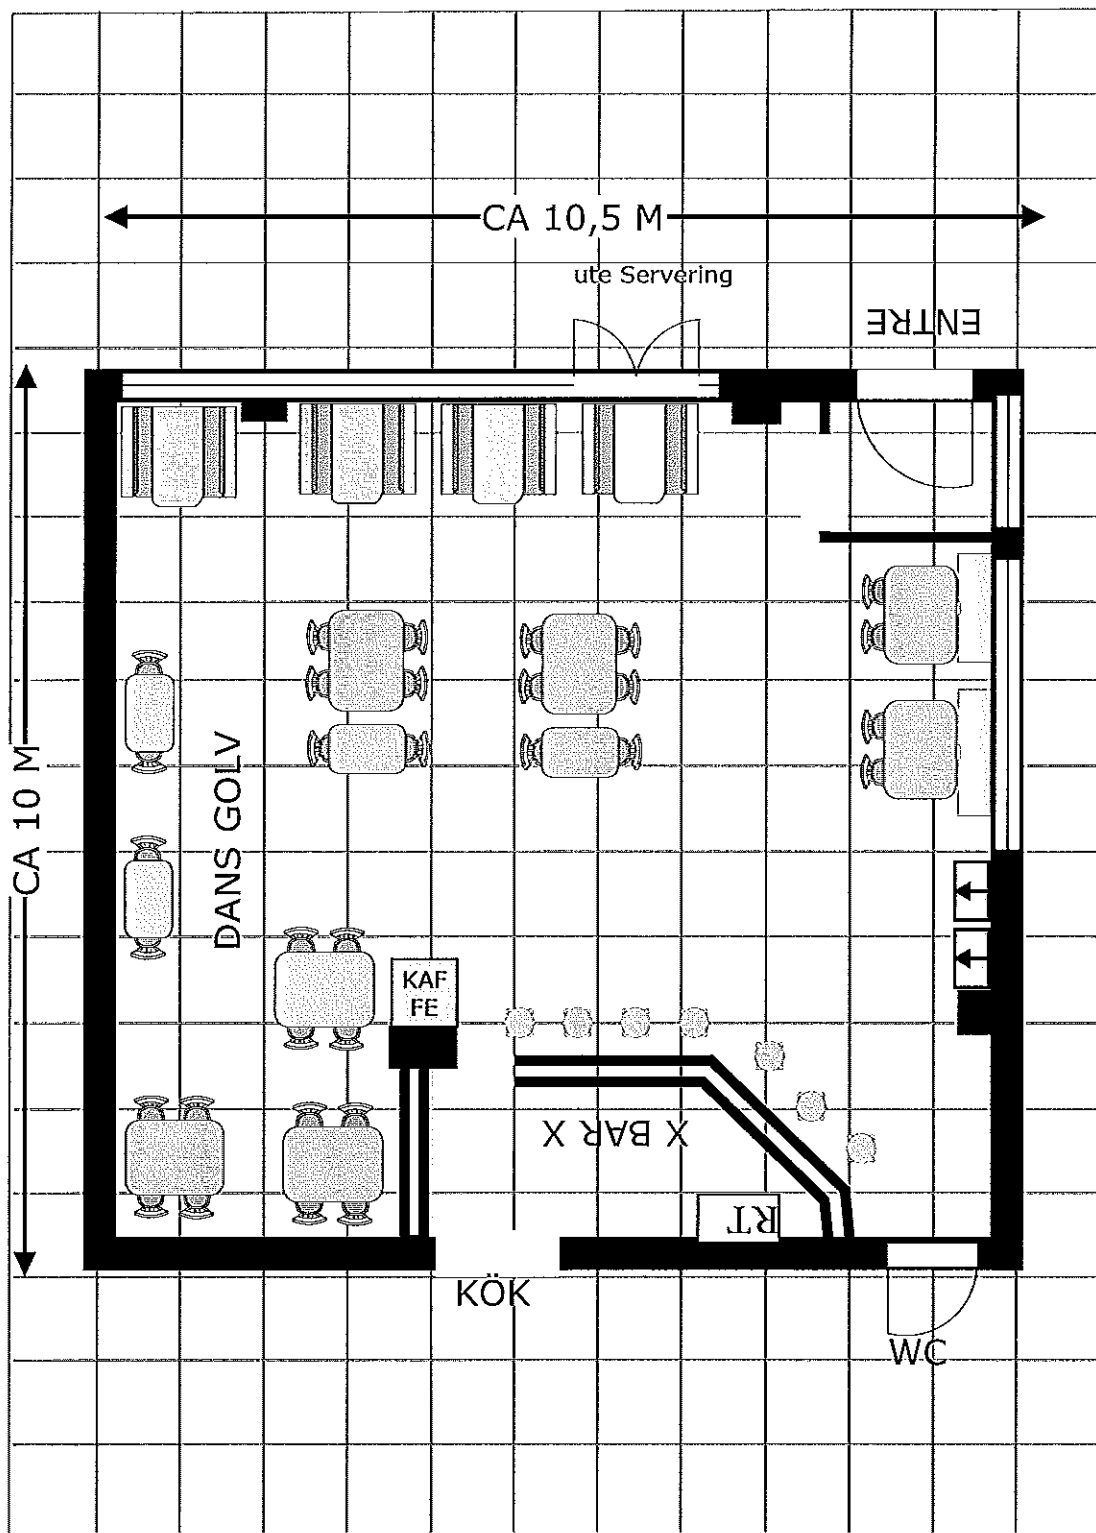 CA 10,5 M
ute Servering
ENTRE
CA 10 M
DANS GOLV
KAF
FE
X BAR X
RT
KÖK
WC